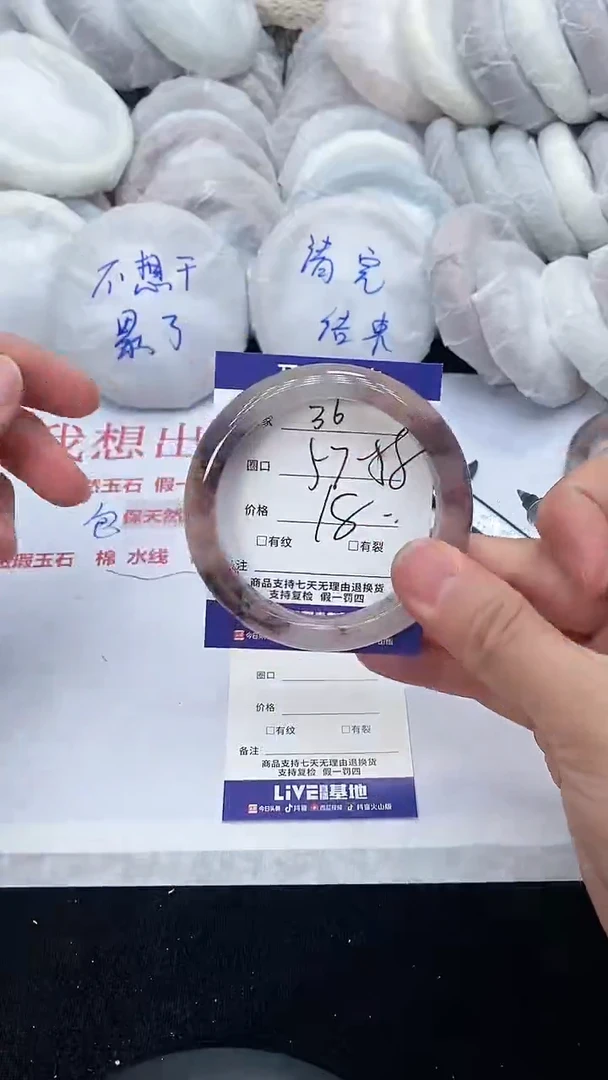 不想干
累了
清完
结束
我想出
然玉石 假一
包 保天然
瑕玉石 棉 水线
家 36
圈口 57
价格 18
□有纹 □有裂
注
商品支持七天无理由退换货
支持复检 假一罚四
圈口
价格
□有纹 □有裂
备注
商品支持七天无理由退换货
支持复检 假一罚四
LiVE 基地
今日头条 抖音 西瓜视频 抖音火山版